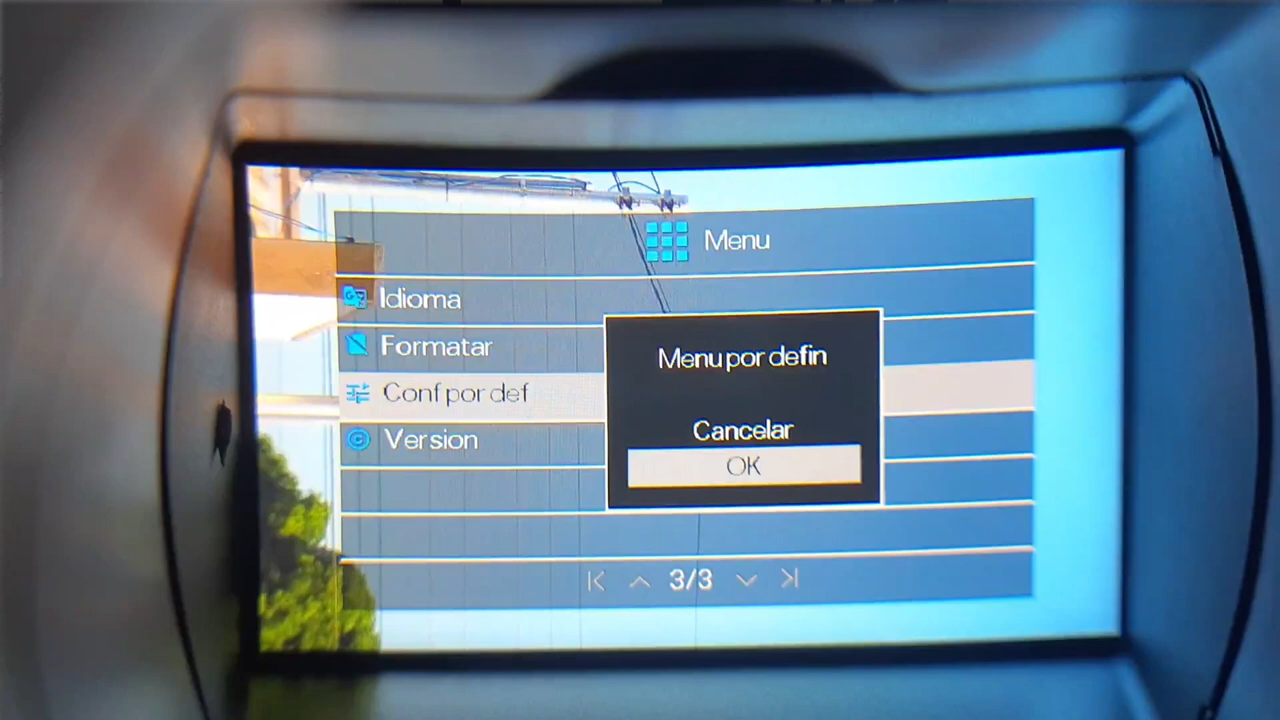 Menu
Idioma
Formatar
Conf por def
Version
Menu por defin
Cancelar
OK
3/3